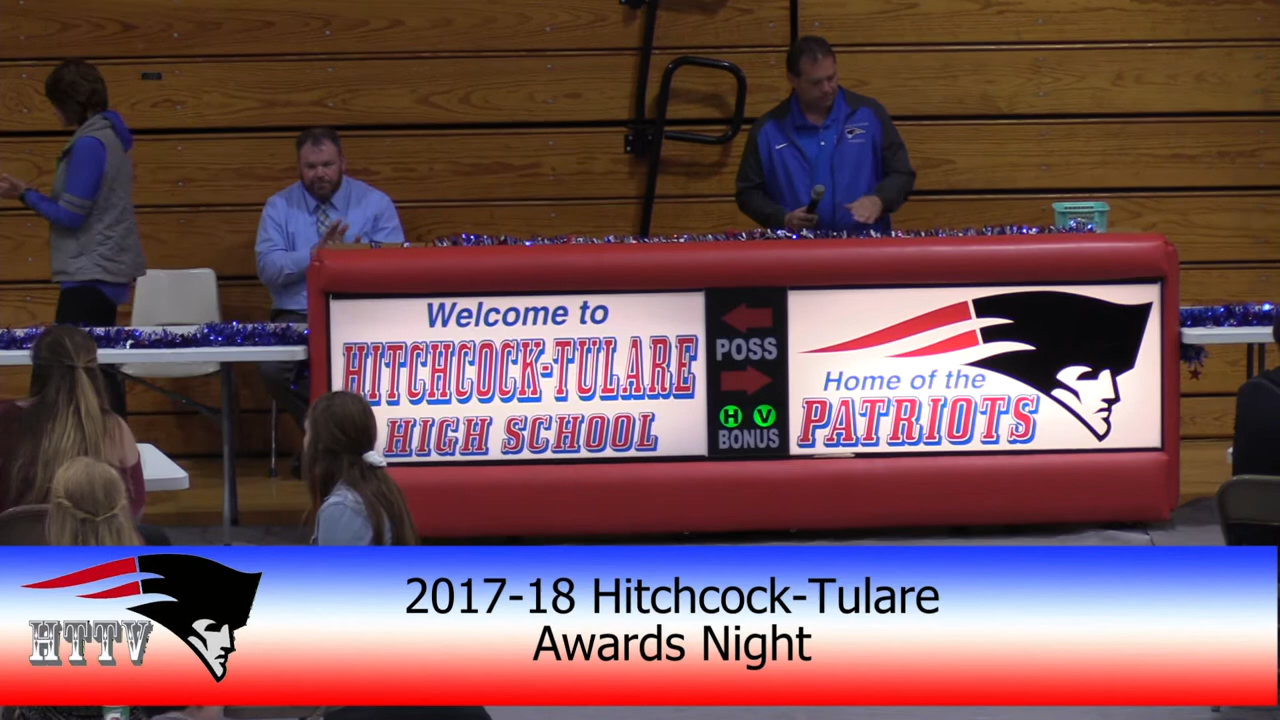 Welcome to
HITCHCOCK-TULARE
HIGH SCHOOL
POSS
H V
BONUS
Home of the
PATRIOTS
HTTV
2017-18 Hitchcock-Tulare
Awards Night